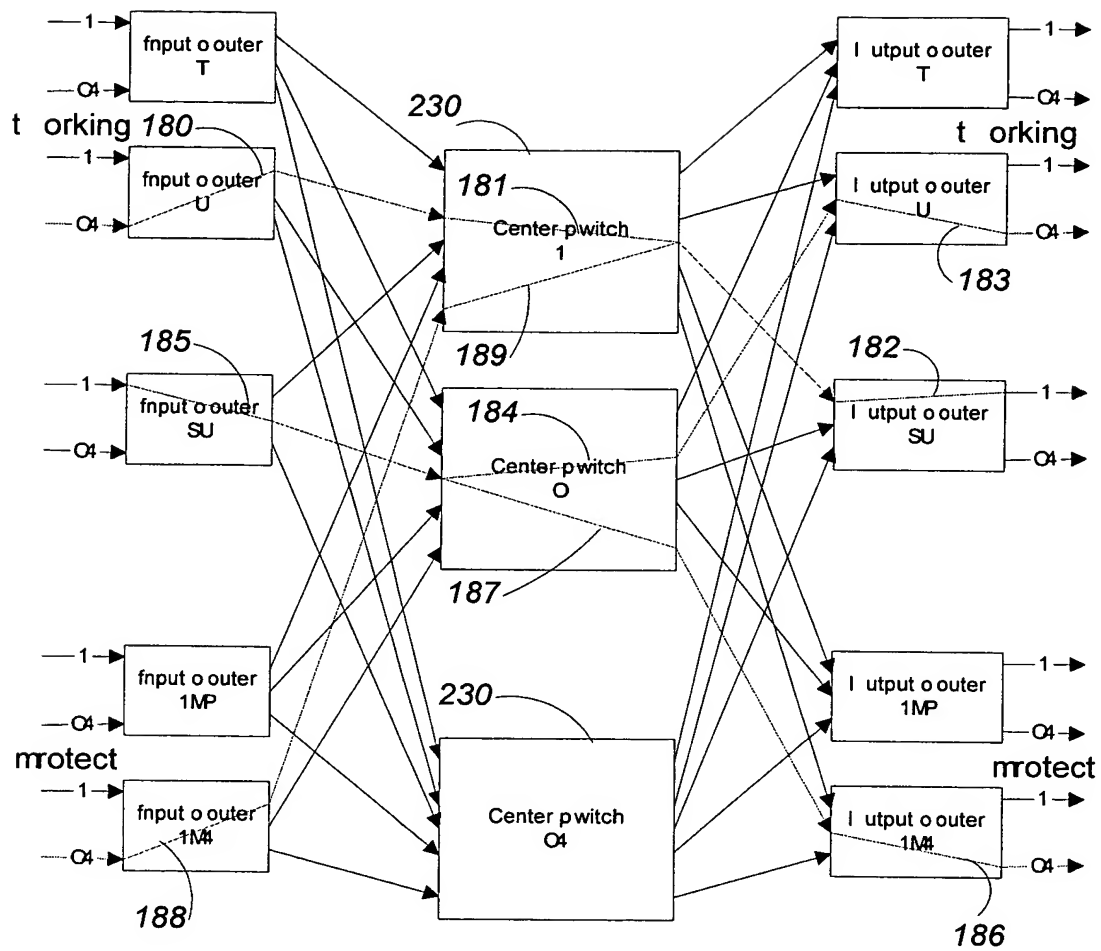 1
fnput o outer
T
O4
I utput o outer
T
1
O4
t orking
180
230
t orking
1
fnput o outer
U
O4
181
Center pwitch
1
I utput o outer
U
1
O4
183
185
189
182
1
fnput o outer
SU
O4
184
Center pwitch
O
I utput o outer
SU
1
O4
187
1
fnput o outer
1MP
O4
230
I utput o outer
1MP
1
O4
mrotect
mrotect
1
fnput o outer
1M4
O4
Center pwitch
O4
I utput o outer
1M4
1
O4
188
186